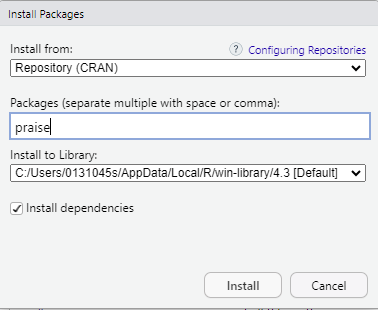 Install Packages
Install from:
? Configuring Repositories
Repository (CRAN)
Packages (separate multiple with space or comma):
praise
Install to Library:
C:/Users/0131045s/AppData/Local/R/win-library/4.3 [Default]
Install dependencies
Install Cancel